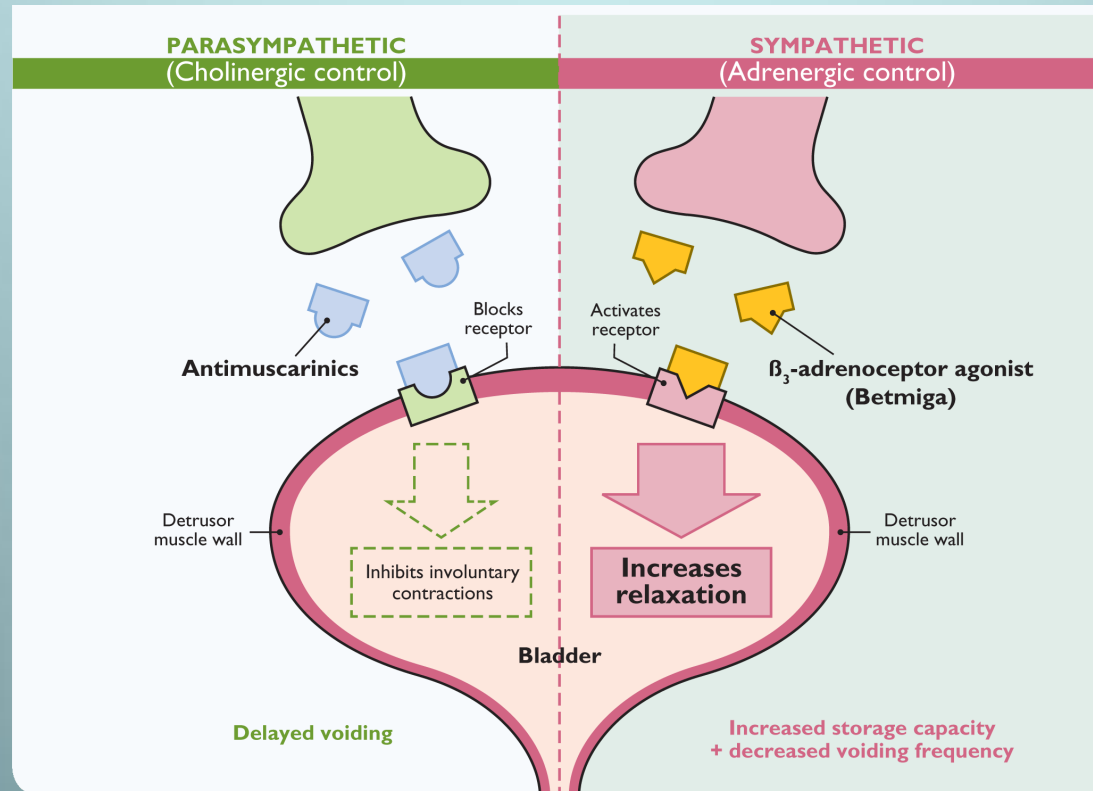 PARASYMPATHETIC
(Cholinergic control)
SYMPATHETIC
(Adrenergic control)
Blocks
receptor
Activates
receptor
Antimuscarinics
ß₃-adrenoceptor agonist
(Betmiga)
Detrusor
muscle wall
Detrusor
muscle wall
Inhibits involuntary
contractions
Increases
relaxation
Bladder
Delayed voiding
Increased storage capacity
+ decreased voiding frequency